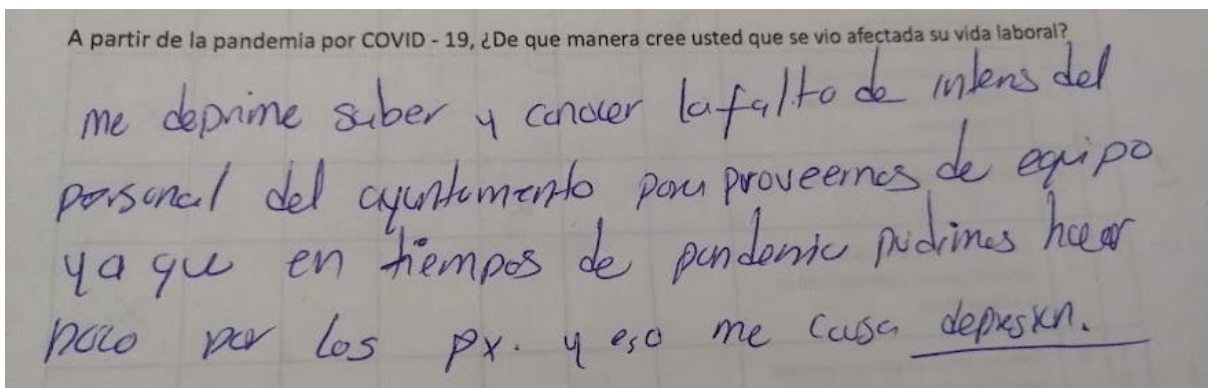 A partir de la pandemia por COVID - 19, ¿De que manera cree usted que se vio afectada su vida laboral?
me deprime saber y conocer la falta de interes del
personal del ayuntamiento para proveernos de equipo
ya que en tiempos de pandemia pudimos hacer
poco por los px. y eso me causa depresion.